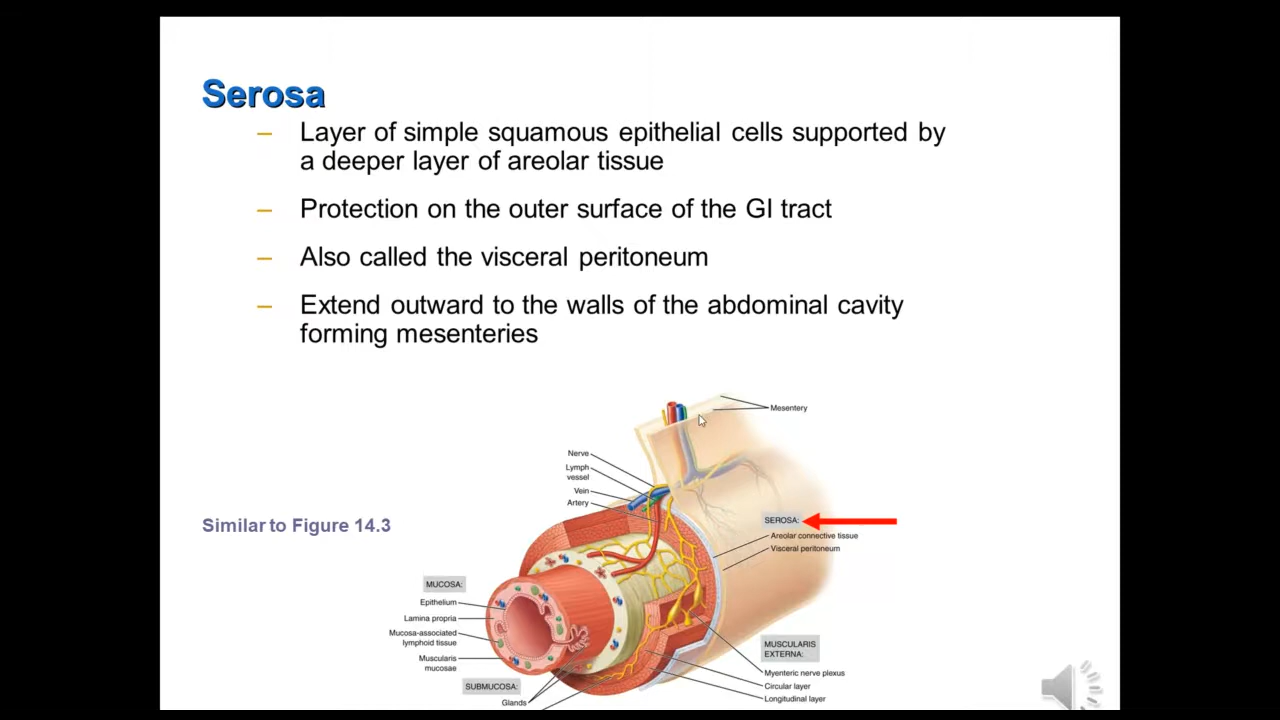 Serosa
– Layer of simple squamous epithelial cells supported by
a deeper layer of areolar tissue
– Protection on the outer surface of the GI tract
– Also called the visceral peritoneum
– Extend outward to the walls of the abdominal cavity
forming mesenteries
Mesentery
Nerve
Lymph
vessel
Vein
Artery
Similar to Figure 14.3
SEROSA:
Areolar connective tissue
Visceral peritoneum
MUCOSA:
Epithelium
Lamina propria
Mucosa-associated
lymphoid tissue
Muscularis
mucosae
SUBMUCOSA:
Glands
MUSCULARIS
EXTERNA:
Myenteric nerve plexus
Circular layer
Longitudinal layer